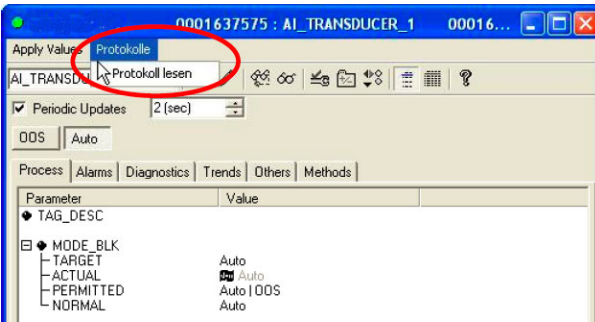 0001637575 : AI_TRANSDUCER_1 00016...
Apply Values Protokolle
Protokoll lesen
AI_TRANSDU
Periodic Updates 2 (sec)
OOS Auto
Process Alarms Diagnostics Trends Others Methods
Parameter Value
TAG_DESC
MODE_BLK
TARGET Auto
ACTUAL Auto
PERMITTED Auto | OOS
NORMAL Auto